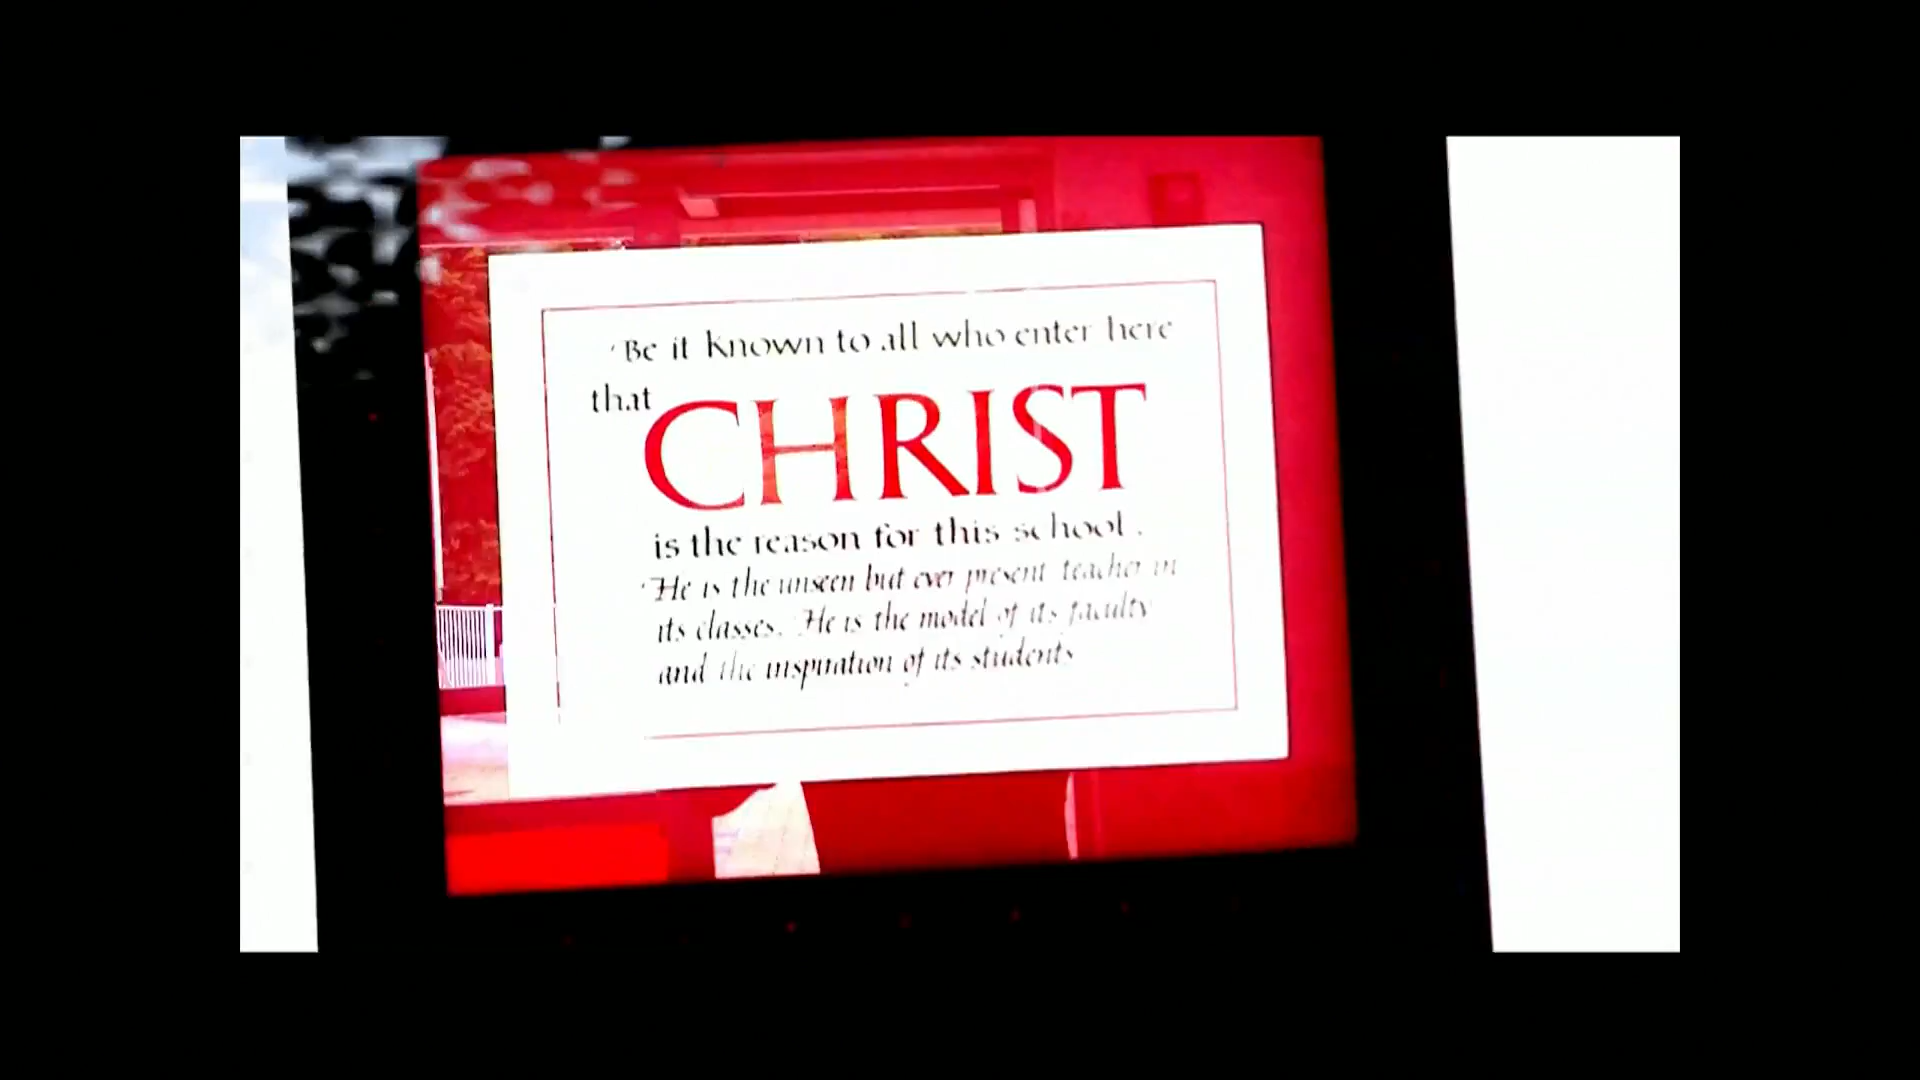 Be it known to all who enter here
that CHRIST
is the reason for this school.
He is the unseen but ever present teacher in
its classes. He is the model of its faculty
and the inspiration of its students